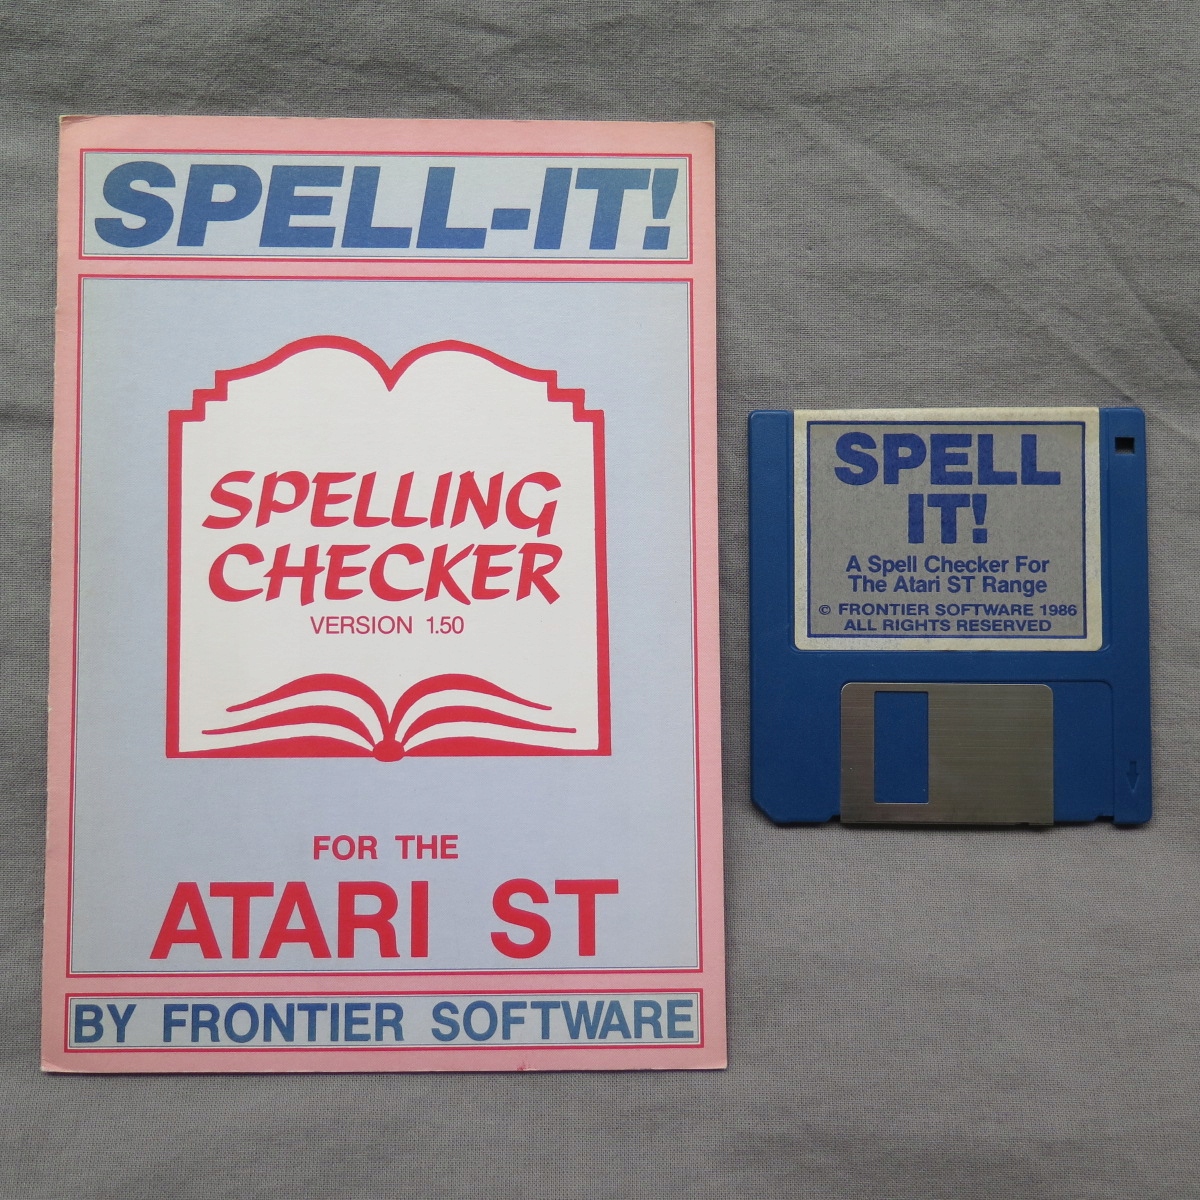 SPELL-IT!
SPELLING
CHECKER
VERSION 1.50
FOR THE
ATARI ST
BY FRONTIER SOFTWARE
SPELL
IT!
A Spell Checker For
The Atari ST Range
© FRONTIER SOFTWARE 1986
ALL RIGHTS RESERVED